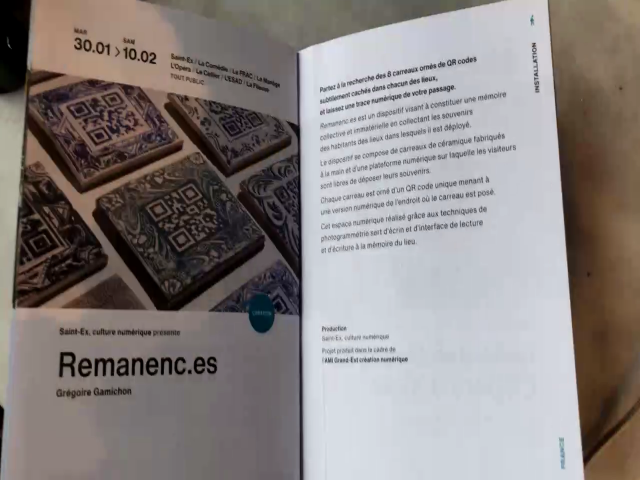 MAR
30.01 > SAM
10.02
Saint-Ex / La Comédie / Le FRAC / Le Manège
L'Opéra / Le Cellier / L'ESAD /
TOUT PUBLIC
Saint-Ex, culture numérique présente
Remanenc.es
Grégoire Gamichon
INSTALLATION
Partez à la recherche des 8 carreaux ornés de QR codes
subtilement cachés dans chacun des lieux,
et laissez une trace numérique de votre passage.
Remanenc.es est un dispositif visant à constituer une mémoire
collective et immatérielle en collectant les souvenirs
des habitants des lieux dans lesquels il est déployé.
Le dispositif se compose de carreaux de céramique fabriqués
à la main et d'une plateforme numérique sur laquelle les visiteurs
sont libres de déposer leurs souvenirs.
Chaque carreau est orné d'un QR code unique menant à
une version numérique de l'endroit où le carreau est posé.
Cet espace numérique réalisé grâce aux techniques de
photogrammétrie sert d'écrin et d'interface de lecture
et d'écriture à la mémoire du lieu.
Production
Saint-Ex, culture numérique
Projet produit dans le cadre de
l'AMI Grand-Est création numérique
FRANCE